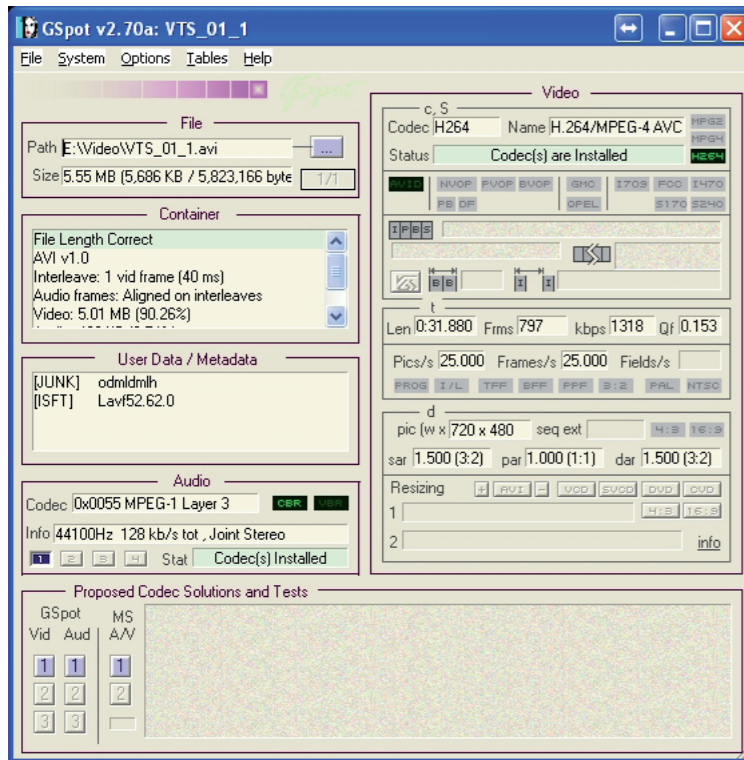 GSpot v2.70a: VTS_01_1
File System Options Tables Help
GSpot
File
Path E:\Video\VTS_01_1.avi ...
Size 5.55 MB (5,686 KB / 5,823,166 byte 1/1
Container
File Length Correct
AVI v1.0
Interleave: 1 vid frame (40 ms)
Audio frames: Aligned on interleaves
Video: 5.01 MB (90.26%)
User Data / Metadata
[JUNK] odmldmlh
[ISFT] Lavf52.62.0
Audio
Codec 0x0055 MPEG-1 Layer 3 CBR VBR
Info 44100Hz 128 kb/s tot , Joint Stereo
1 2 3 4 Stat Codec(s) Installed
Video
c, S
Codec H264 Name H.264/MPEG-4 AVC MPG2
MPG4
Status Codec(s) are Installed H264
AVIC NVOP PVOP BVOP GMC I709 FCC I470
PB DF QPEL S170 S240
I P B S
B B I I
t
Len 0:31.880 Frms 797 kbps 1318 Qf 0.153
Pics/s 25.000 Frames/s 25.000 Fields/s
PROG I/L TFF BFF PPF 3:2 PAL NTSC
d
pic (w x 720 x 480 seq ext 4:3 16:9
sar 1.500 (3:2) par 1.000 (1:1) dar 1.500 (3:2)
Resizing + AVI - VCD SVCD DVD CVD
1 4:3 16:9
2 info
Proposed Codec Solutions and Tests
GSpot MS
Vid Aud A/V
1 1 1
2 2 2
3 3